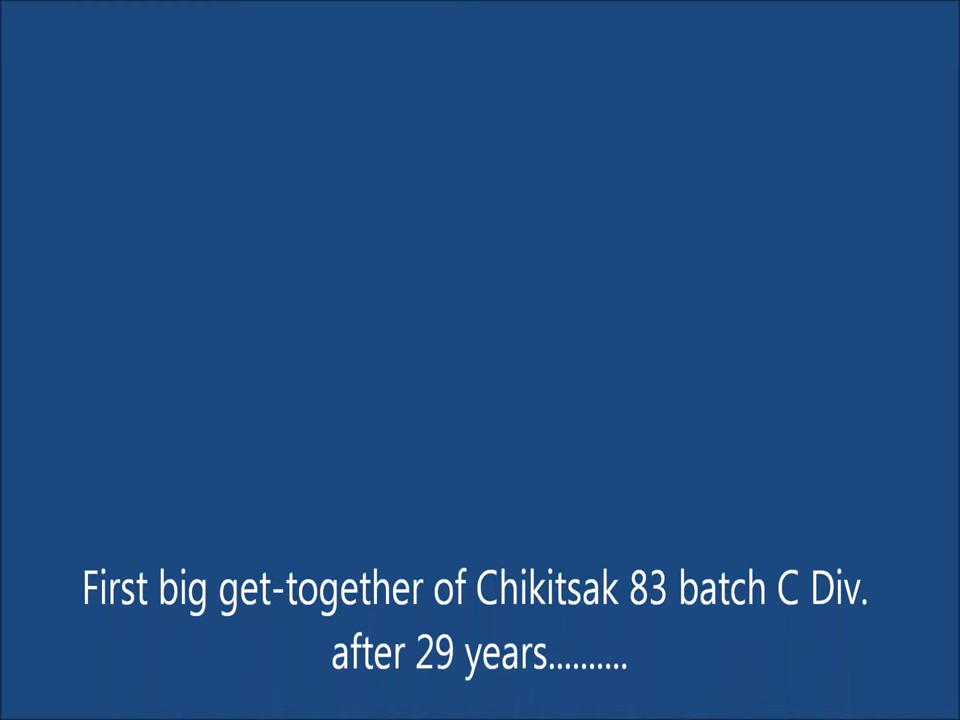 First big get-together of Chikitsak 83 batch C Div.
after 29 years..........